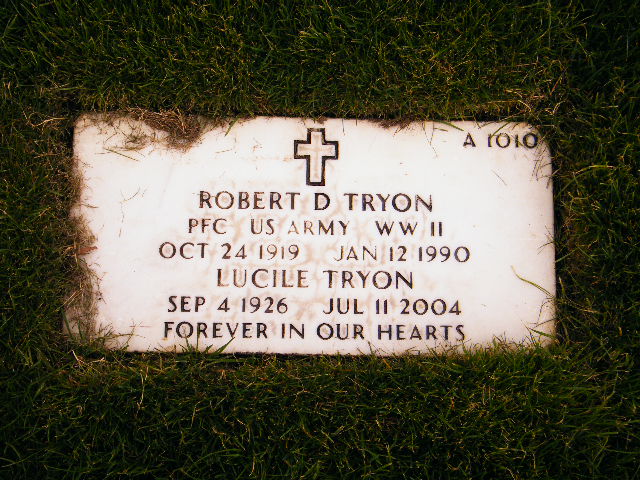 A 1010
ROBERT D TRYON
PFC US ARMY WW II
OCT 24 1919 JAN 12 1990
LUCILE TRYON
SEP 4 1926 JUL 11 2004
FOREVER IN OUR HEARTS